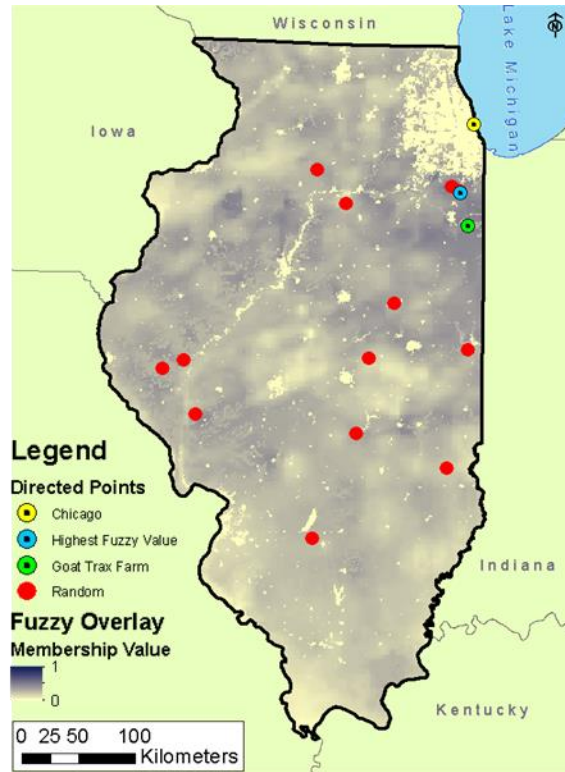 Wisconsin
N
Lake Michigan
Iowa
Legend
Directed Points
Chicago
Highest Fuzzy Value
Goat Trax Farm
Random
Indiana
Fuzzy Overlay
Membership Value
1
0
Kentucky
0 25 50 100
Kilometers